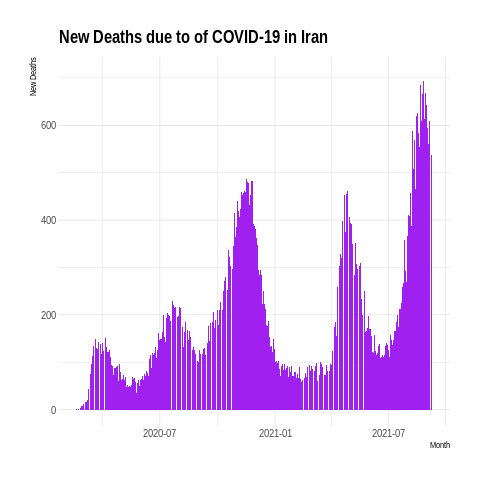 New Deaths due to of COVID-19 in Iran
New Deaths
600
400
200
0
2020-07
2021-01
2021-07
Month